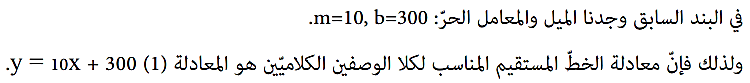 في البند السابق وجدنا الميل والمعامل الحرّ: m=10, b=300.
ولذلك فإنّ معادلة الخطّ المستقيم المناسب لكلا الوصفين الكلاميّين هو المعادلة (1) y = 10x + 300.